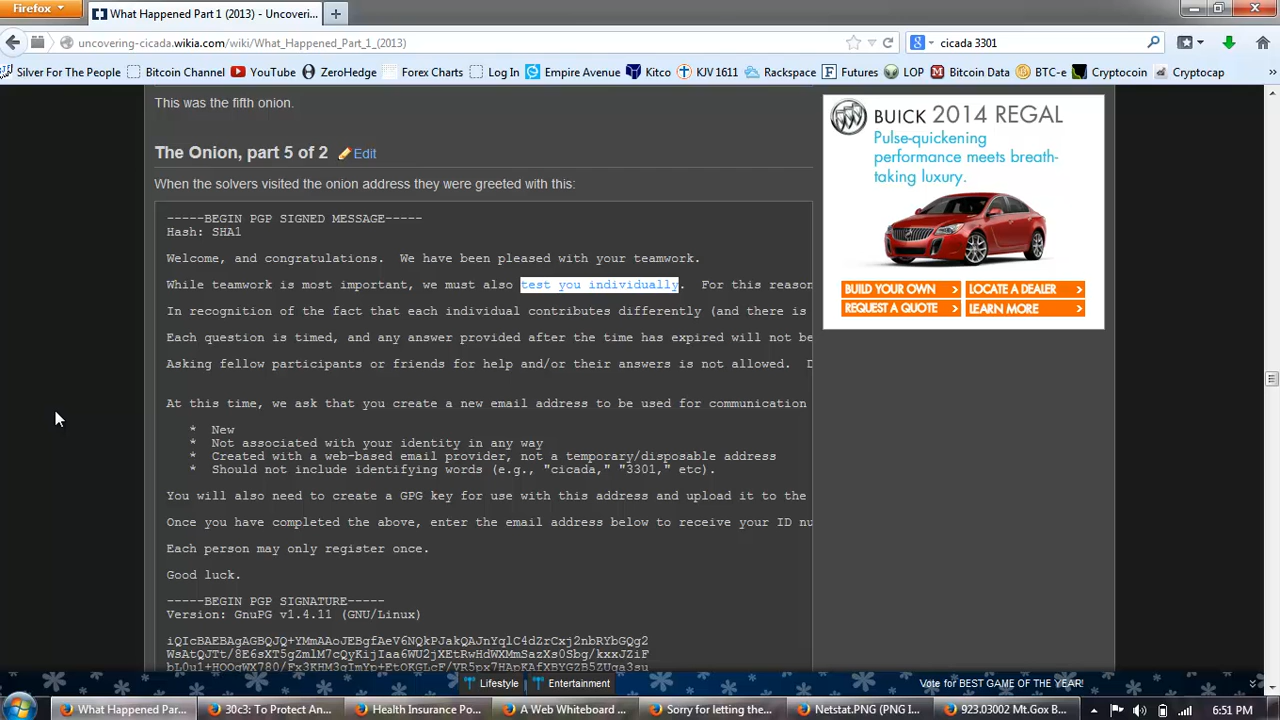 Firefox
What Happened Part 1 (2013) - Uncoveri...
uncovering-cicada.wikia.com/wiki/What_Happened_Part_1_(2013)
cicada 3301
Silver For The People Bitcoin Channel YouTube ZeroHedge Forex Charts Log In Empire Avenue Kitco KJV 1611 Rackspace Futures LOP Bitcoin Data BTC-e Cryptocoin Cryptocap
This was the fifth onion.
The Onion, part 5 of 2 Edit
When the solvers visited the onion address they were greeted with this:
-----BEGIN PGP SIGNED MESSAGE-----
Hash: SHA1
Welcome, and congratulations.  We have been pleased with your teamwork.
While teamwork is most important, we must also test you individually.  For this reason
In recognition of the fact that each individual contributes differently (and there is
Each question is timed, and any answer provided after the time has expired will not be
Asking fellow participants or friends for help and/or their answers is not allowed.  D
At this time, we ask that you create a new email address to be used for communication
* New
* Not associated with your identity in any way
* Created with a web-based email provider, not a temporary/disposable address
* Should not include identifying words (e.g., "cicada," "3301," etc).
You will also need to create a GPG key for use with this address and upload it to the
Once you have completed the above, enter the email address below to receive your ID nu
Each person may only register once.
Good luck.
-----BEGIN PGP SIGNATURE-----
Version: GnuPG v1.4.11 (GNU/Linux)
iQIcBAEBAgAGBQJQ+YMmAAoJEBgfAeV6NQkPJakQAJnYqlC4dZrCxj2nbRYbGQg2
WsAtQJTt/8E6sXT5gZmlM7cQyKijIaa6WU2jXEtRwHdWXMmSazXs0Sbg/kxxJZiF
BUICK 2014 REGAL
Pulse-quickening
performance meets breath-
taking luxury.
BUILD YOUR OWN > LOCATE A DEALER >
REQUEST A QUOTE > LEARN MORE >
Lifestyle Entertainment Vote for BEST GAME OF THE YEAR!
What Happened Par... 30c3: To Protect An... Health Insurance Po... A Web Whiteboard ... Sorry for letting the... Netstat.PNG (PNG I... 923.03002 Mt.Gox B... 6:51 PM